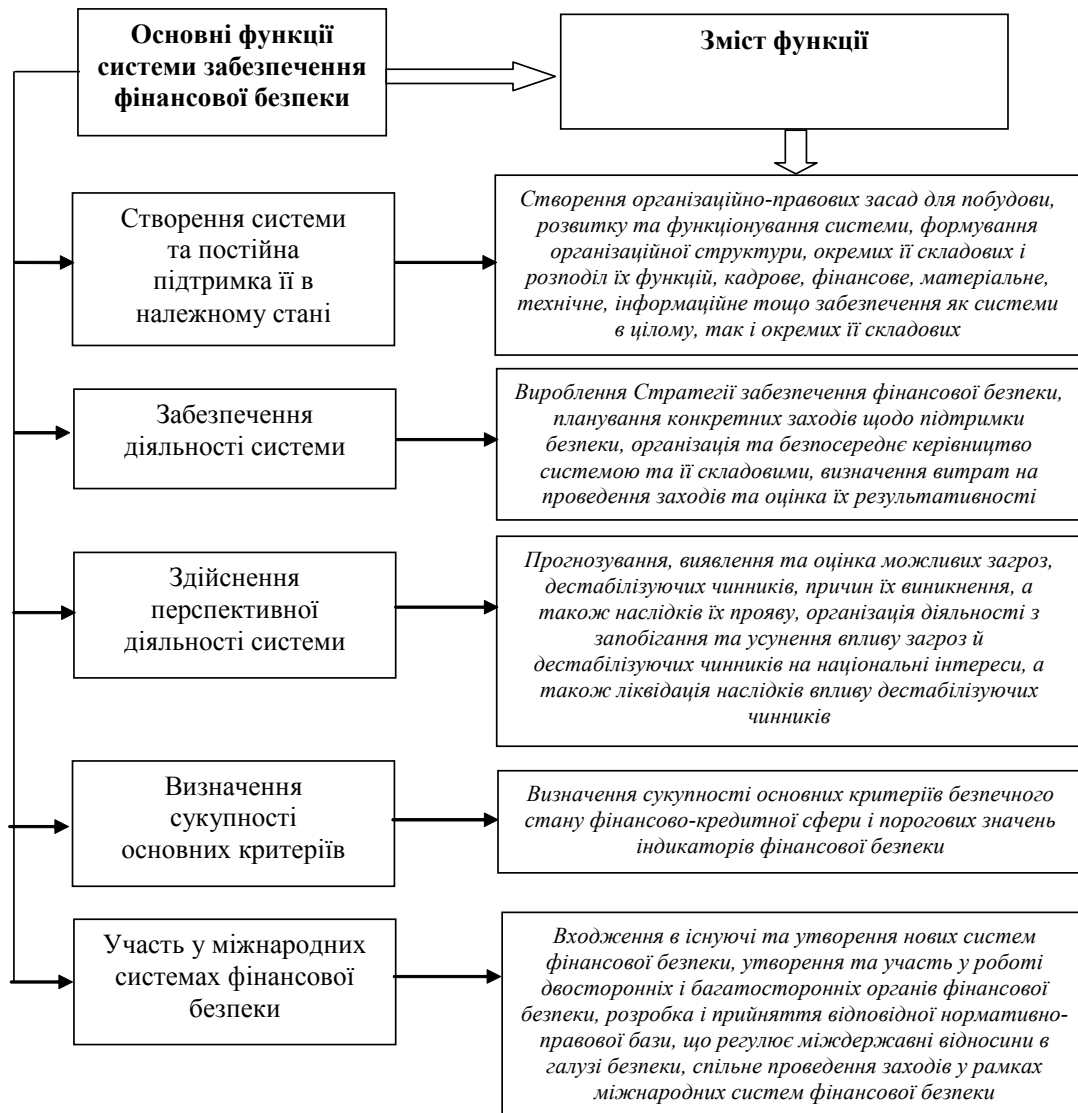 Основні функції
системи забезпечення
фінансової безпеки
Зміст функції
Створення системи
та постійна
підтримка її в
належному стані
Створення організаційно-правових засад для побудови,
розвитку та функціонування системи, формування
організаційної структури, окремих її складових і
розподіл їх функцій, кадрове, фінансове, матеріальне,
технічне, інформаційне тощо забезпечення як системи
в цілому, так і окремих її складових
Забезпечення
діяльності системи
Вироблення Стратегії забезпечення фінансової безпеки,
планування конкретних заходів щодо підтримки
безпеки, організація та безпосереднє керівництво
системою та її складовими, визначення витрат на
проведення заходів та оцінка їх результативності
Здійснення
перспективної
діяльності системи
Прогнозування, виявлення та оцінка можливих загроз,
дестабілізуючих чинників, причин їх виникнення, а
також наслідків їх прояву, організація діяльності з
запобігання та усунення впливу загроз й
дестабілізуючих чинників на національні інтереси, а
також ліквідація наслідків впливу дестабілізуючих
чинників
Визначення
сукупності
основних критеріїв
Визначення сукупності основних критеріїв безпечного
стану фінансово-кредитної сфери і порогових значень
індикаторів фінансової безпеки
Участь у міжнародних
системах фінансової
безпеки
Входження в існуючі та утворення нових систем
фінансової безпеки, утворення та участь у роботі
двосторонніх і багатосторонніх органів фінансової
безпеки, розробка і прийняття відповідної нормативно-
правової бази, що регулює міждержавні відносини в
галузі безпеки, спільне проведення заходів у рамках
міжнародних систем фінансової безпеки